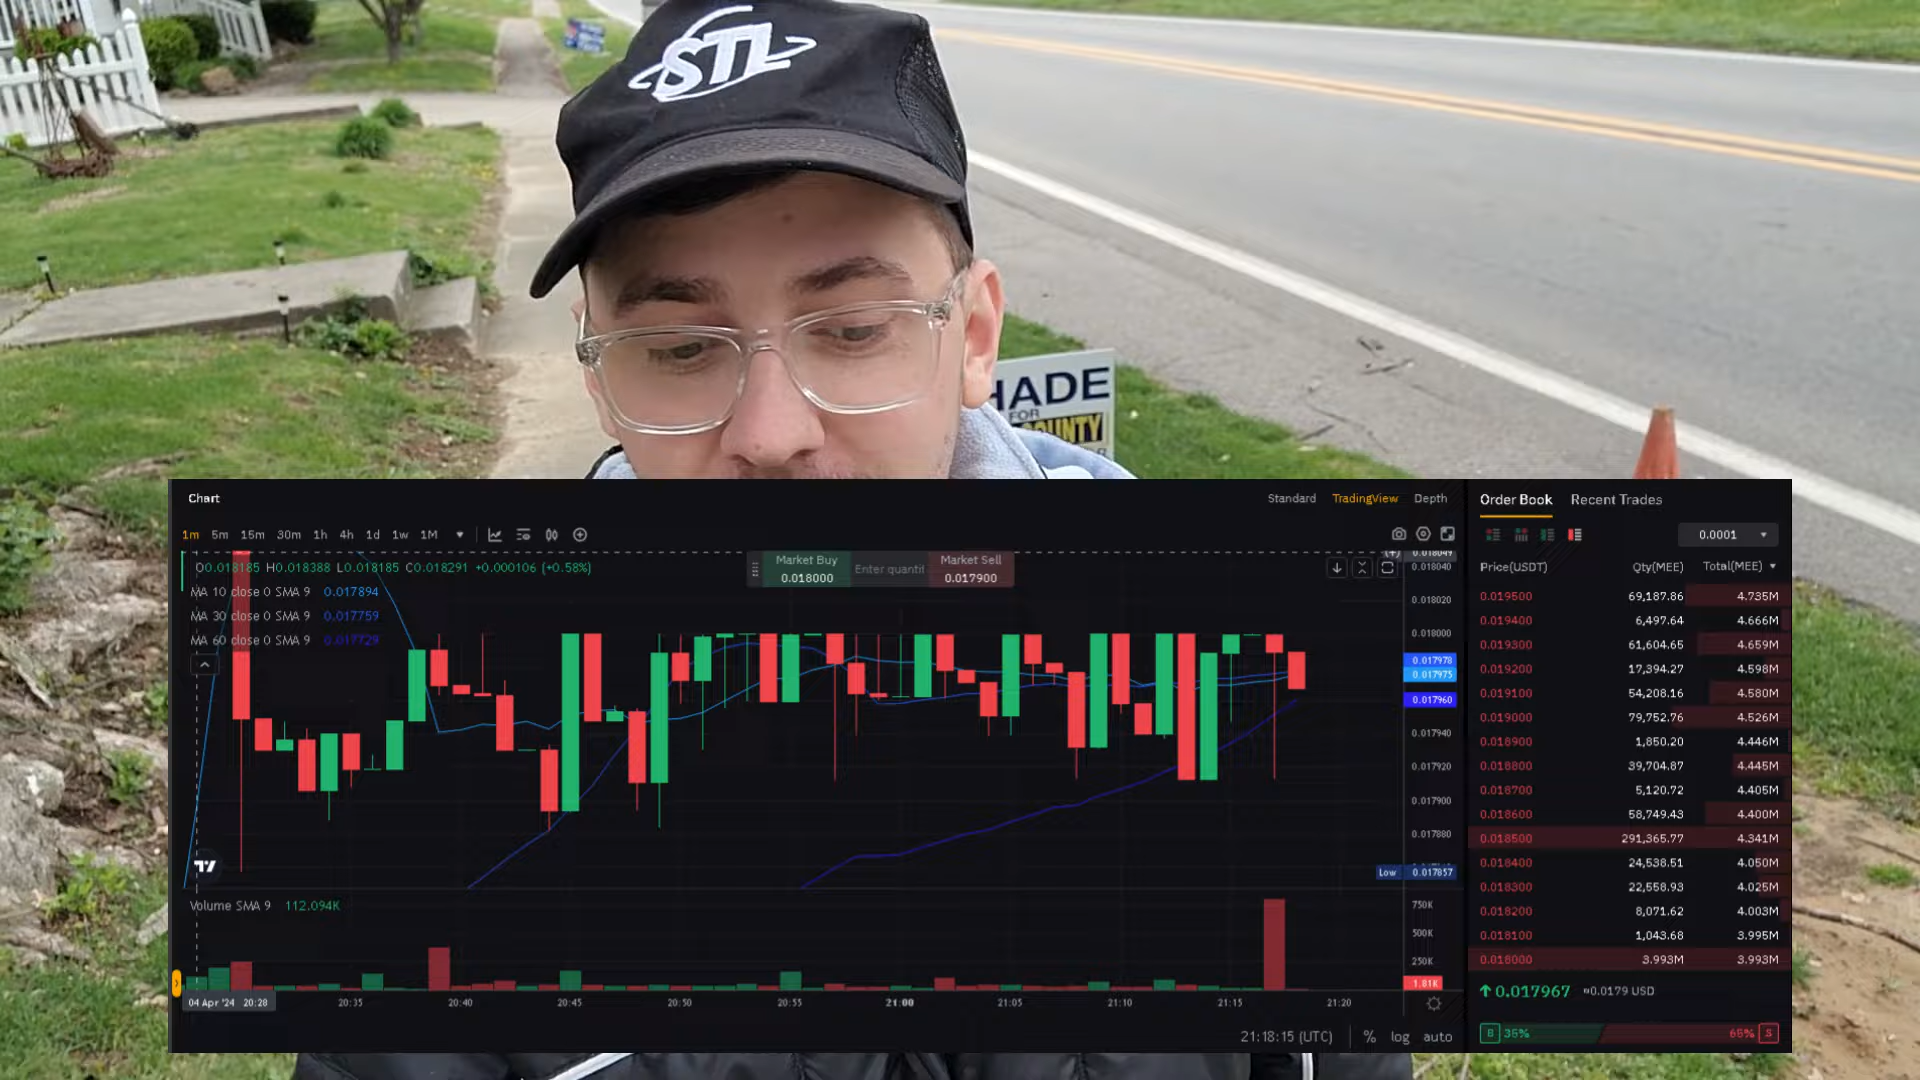 STL
HADE
FOR
COUNTY
Chart
Standard TradingView Depth
1m 5m 15m 30m 1h 4h 1d 1w 1M
O0.018185 H0.018388 L0.018185 C0.018291 +0.000106 (+0.58%)
MA 10 close 0 SMA 9 0.017894
MA 30 close 0 SMA 9 0.017759
MA 60 close 0 SMA 9 0.017729
Market Buy
0.018000
Enter quantit
Market Sell
0.017900
0.018049
0.018040
0.018020
0.018000
0.017978
0.017975
0.017960
0.017940
0.017920
0.017900
0.017880
Low 0.017857
Volume SMA 9 112.094K
750K
500K
250K
1.81K
04 Apr '24 20:28
20:35 20:40 20:45 20:50 20:55 21:00 21:05 21:10 21:15 21:20
21:18:15 (UTC) % log auto
Order Book Recent Trades
0.0001
Price(USDT) Qty(MEE) Total(MEE)
0.019500 69,187.86 4.735M
0.019400 6,497.64 4.666M
0.019300 61,604.65 4.659M
0.019200 17,394.27 4.598M
0.019100 54,208.16 4.580M
0.019000 79,752.76 4.526M
0.018900 1,850.20 4.446M
0.018800 39,704.87 4.445M
0.018700 5,120.72 4.405M
0.018600 58,749.43 4.400M
0.018500 291,365.77 4.341M
0.018400 24,538.51 4.050M
0.018300 22,558.93 4.025M
0.018200 8,071.62 4.003M
0.018100 1,043.68 3.995M
0.018000 3.993M 3.993M
0.017967 ≈0.0179 USD
B 35% 65% S